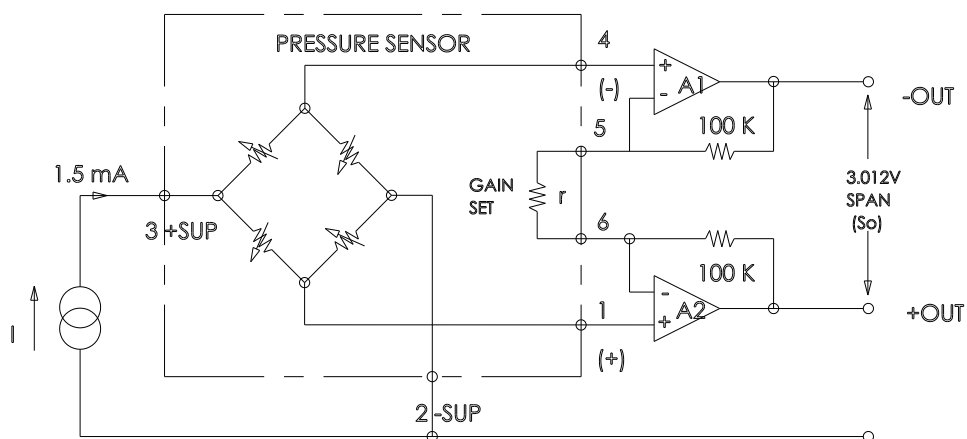 PRESSURE SENSOR
4
+
A1
(-)
-
-OUT
5
100 K
1.5 mA
GAIN
SET
r
3.012V
SPAN
(So)
3 +SUP
6
100 K
-
A2
1
+
+OUT
I
(+)
2 -SUP